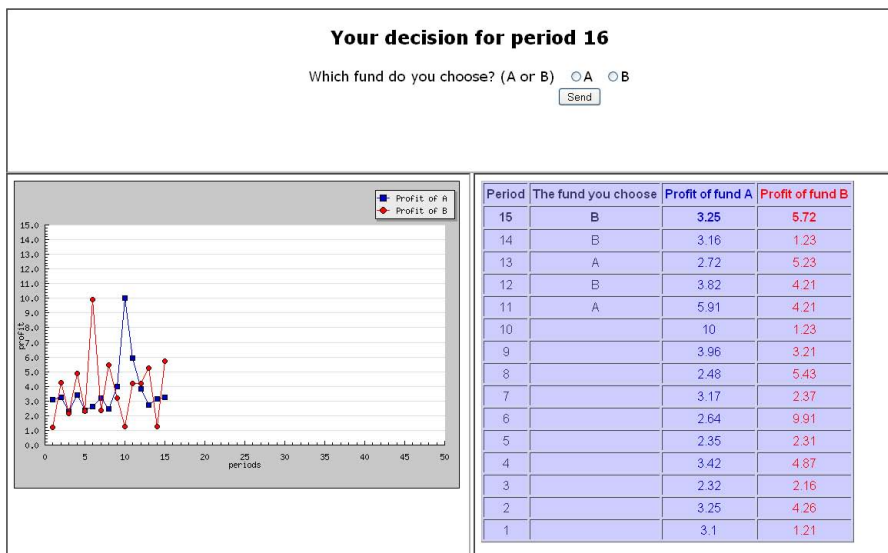 Your decision for period 16
Which fund do you choose? (A or B) A B
Send
Profit of A
Profit of B
15.0
14.0
13.0
12.0
11.0
10.0
9.0
8.0
7.0
6.0
5.0
4.0
3.0
2.0
1.0
0.0
profit
0 5 10 15 20 25 30 35 40 45 50
periods
Period The fund you choose Profit of fund A Profit of fund B
15 B 3.25 5.72
14 B 3.16 1.23
13 A 2.72 5.23
12 B 3.82 4.21
11 A 5.91 4.21
10 10 1.23
9 3.96 3.21
8 2.48 5.43
7 3.17 2.37
6 2.64 9.91
5 2.35 2.31
4 3.42 4.87
3 2.32 2.16
2 3.25 4.26
1 3.1 1.21